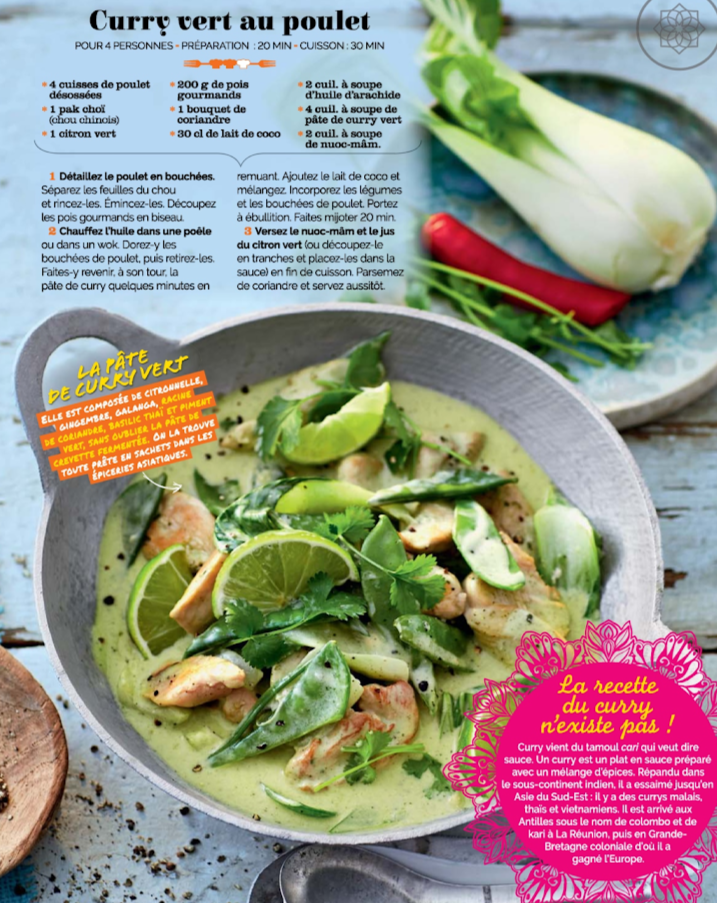 Curry vert au poulet
POUR 4 PERSONNES • PRÉPARATION : 20 MIN • CUISSON : 30 MIN
• 4 cuisses de poulet
désossées
• 1 pak choï
(chou chinois)
• 1 citron vert
• 200 g de pois
gourmands
• 1 bouquet de
coriandre
• 30 cl de lait de coco
• 2 cuil. à soupe
d'huile d'arachide
• 4 cuil. à soupe de
pâte de curry vert
• 2 cuil. à soupe
de nuoc-mâm.
1 Détaillez le poulet en bouchées.
Séparez les feuilles du chou
et rincez-les. Émincez-les. Découpez
les pois gourmands en biseau.
2 Chauffez l'huile dans une poêle
ou dans un wok. Dorez-y les
bouchées de poulet, puis retirez-les.
Faites-y revenir, à son tour, la
pâte de curry quelques minutes en
remuant. Ajoutez le lait de coco et
mélangez. Incorporez les légumes
et les bouchées de poulet. Portez
à ébullition. Faites mijoter 20 min.
3 Versez le nuoc-mâm et le jus
du citron vert (ou découpez-le
en tranches et placez-les dans la
sauce) en fin de cuisson. Parsemez
de coriandre et servez aussitôt.
LA PÂTE
DE CURRY VERT
ELLE EST COMPOSÉE DE CITRONNELLE,
GINGEMBRE, GALANGA, RACINE
DE CORIANDRE, BASILIC THAÏ ET PIMENT
VERT, SANS OUBLIER LA PÂTE DE
CREVETTE FERMENTÉE. ON LA TROUVE
TOUTE PRÊTE EN SACHETS DANS LES
ÉPICERIES ASIATIQUES.
La recette
du curry
n'existe pas !
Curry vient du tamoul cari qui veut dire
sauce. Un curry est un plat en sauce préparé
avec un mélange d'épices. Répandu dans
le sous-continent indien, il a essaimé jusqu'en
Asie du Sud-Est : il y a des currys malais,
thaïs et vietnamiens. Il est arrivé aux
Antilles sous le nom de colombo et de
kari à La Réunion, puis en Grande-
Bretagne coloniale d'où il a
gagné l'Europe.